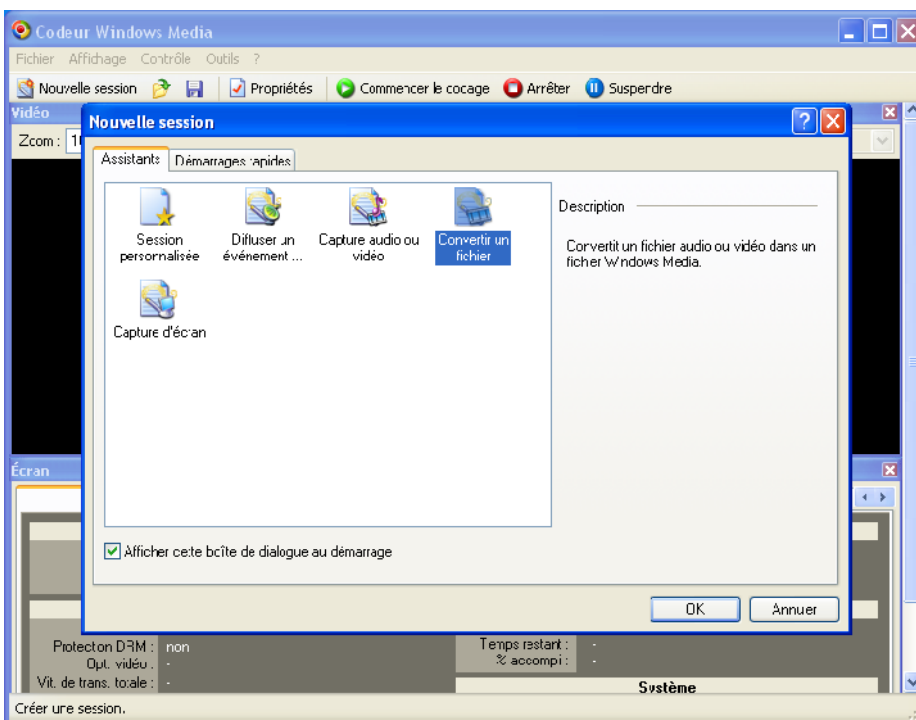 Codeur Windows Media
Fichier Affichage Contrôle Outils ?
Nouvelle session Propriétés Commencer le cocage Arrêter Suspendre
Vidéo
Zoom :
Nouvelle session
Assistants Démarrages rapides
Session personnalisée
Diffuser un événement ...
Capture audio ou vidéo
Convertir un fichier
Capture d'écran
Description
Convertit un fichier audio ou vidéo dans un
fichier Windows Media.
Afficher cette boîte de dialogue au démarrage
OK Annuler
Écran
Protection DRM : non
Opt. vidéo : -
Vit. de trans. totale : -
Temps restant : -
% accompi : -
Système
Créer une session.